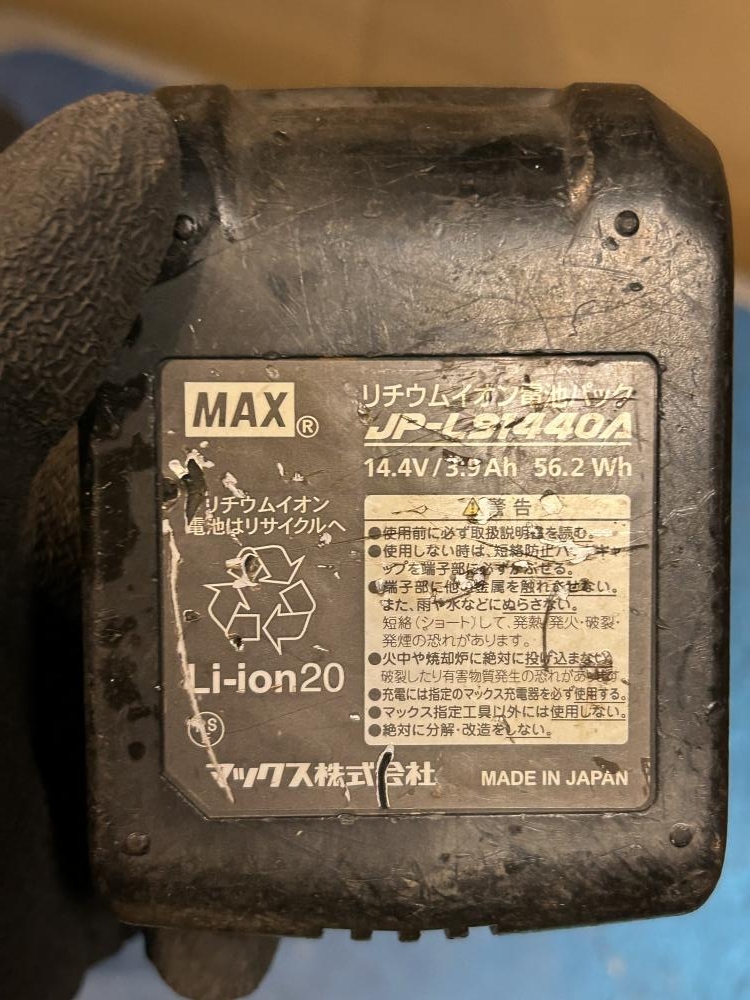 MAX®
リチウムイオン電池パック
JP-L91440A
14.4V/3.9Ah 56.2 Wh
リチウムイオン
電池はリサイクルへ
Li-ion20
マックス株式会社
⚠警告
●使用前に必ず取扱説明書を読む。
●使用しない時は、短絡防止
ップを端子部に必ずかぶせる。
●端子部に他の金属を触れさせない。
また、雨や水などにぬらさない。
短絡(ショート)して、発熱・発火・破裂・
発煙の恐れがあります。
●火中や焼却炉に絶対に投げ込まない。
破裂したり有害物質発生の恐れがあります。
●充電には指定のマックス充電器を必ず使用する。
●マックス指定工具以外には使用しない。
●絶対に分解・改造をしない。
MADE IN JAPAN